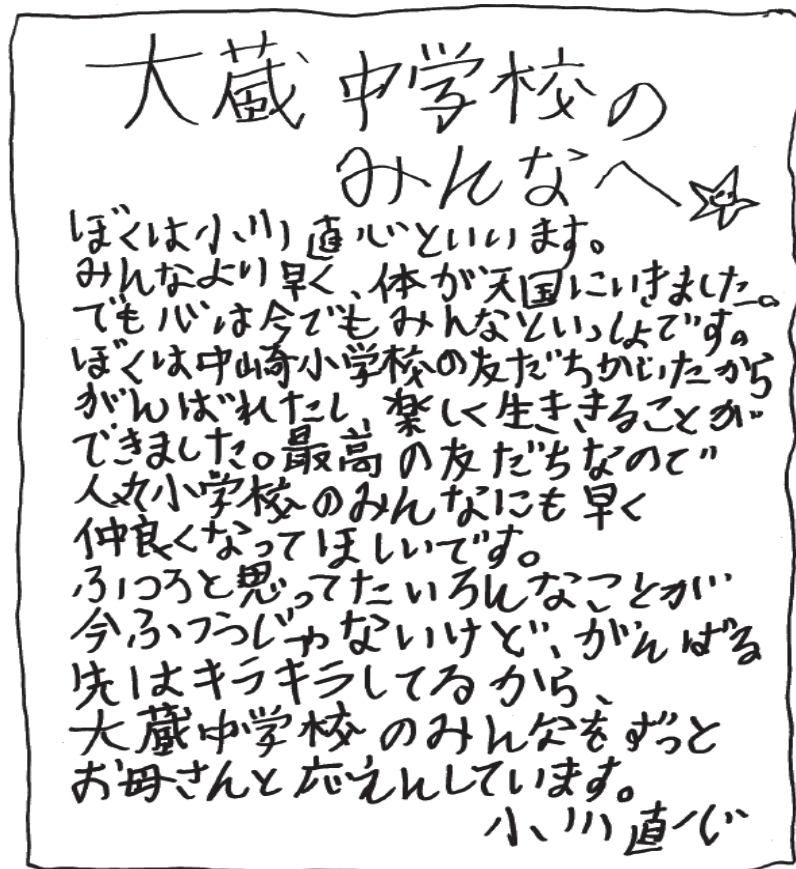 大蔵中学校の
みんなへ
ぼくは小川直心といいます。
みんなより早く、体が天国にいきました。
でも心は今でもみんなといっしょです。
ぼくは中崎小学校の友だちがいたから
がんばれたし、楽しく生ききることが
できました。最高の友だちなので
人丸小学校のみんなにも早く
仲良くなってほしいです。
ふつうと思ってたいろんなことが
今ふつうじゃないけど、がんばる
先はキラキラしてるから、
大蔵中学校のみんなをずっと
お母さんと応えんしています。
小川直心